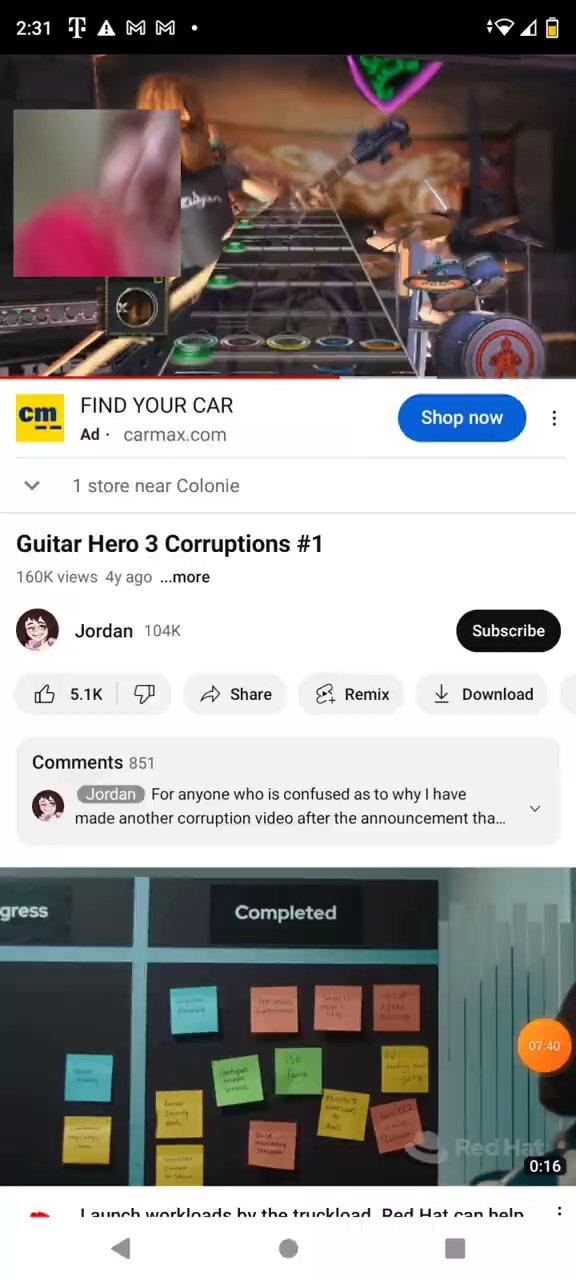 2:31
cm
FIND YOUR CAR
Ad · carmax.com
Shop now
1 store near Colonie
Guitar Hero 3 Corruptions #1
160K views 4y ago ...more
Jordan 104K
Subscribe
5.1K
Share
Remix
Download
Comments 851
Jordan For anyone who is confused as to why I have
made another corruption video after the announcement tha...
gress
Completed
07:40
Red Hat
0:16
Launch workloads by the truckload. Red Hat can help